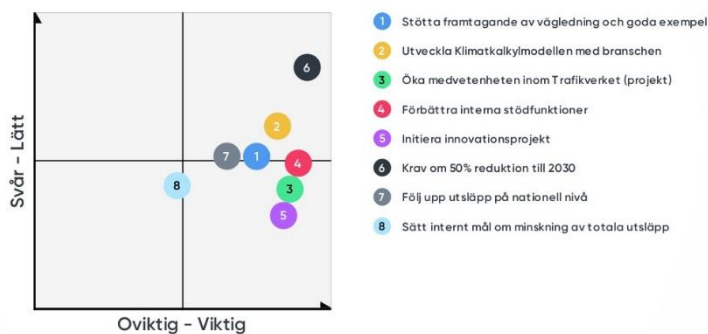 Svår - Lätt
Oviktig - Viktig
6
2
7
1
4
8
3
5
1 Stötta framtagande av vägledning och goda exempel
2 Utveckla Klimatkalkylmodellen med branschen
3 Öka medvetenheten inom Trafikverket (projekt)
4 Förbättra interna stödfunktioner
5 Initiera innovationsprojekt
6 Krav om 50% reduktion till 2030
7 Följ upp utsläpp på nationell nivå
8 Sätt internt mål om minskning av totala utsläpp